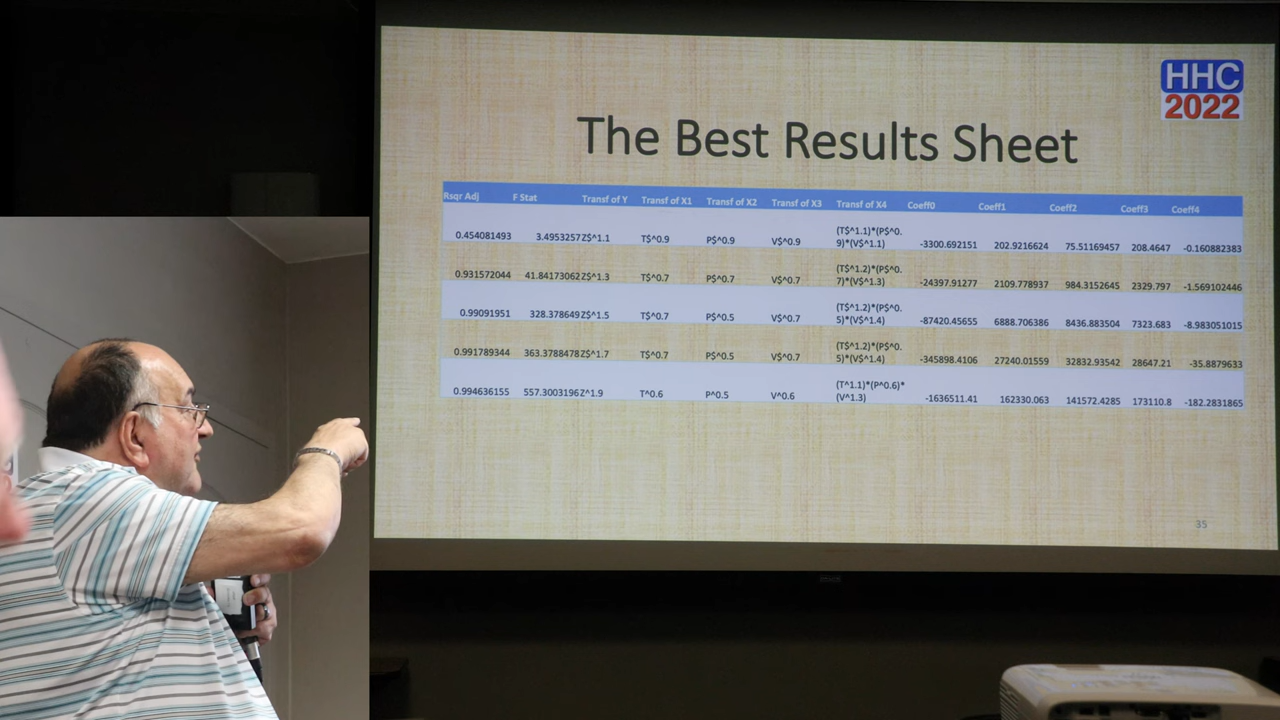 HHC
2022
The Best Results Sheet
Rsqr Adj F Stat Transf of Y Transf of X1 Transf of X2 Transf of X3 Transf of X4 Coeff0 Coeff1 Coeff2 Coeff3 Coeff4
0.454081493 3.4953257 Z$^1.1 T$^0.9 P$^0.9 V$^0.9 (T$^1.1)*(P$^0.
9)*(V$^1.1) -3300.692151 202.9216624 75.51169457 208.4647 -0.160882383
0.931572044 41.84173062 Z$^1.3 T$^0.7 P$^0.7 V$^0.7 (T$^1.2)*(P$^0.
7)*(V$^1.3) -24397.91277 2109.778937 984.3152645 2329.797 -1.569102446
0.99091951 328.378649 Z$^1.5 T$^0.7 P$^0.5 V$^0.7 (T$^1.2)*(P$^0.
5)*(V$^1.4) -87420.45655 6888.706386 8436.883504 7323.683 -8.983051015
0.991789344 363.3788478 Z$^1.7 T$^0.7 P$^0.5 V$^0.7 (T$^1.2)*(P$^0.
5)*(V$^1.4) -345898.4106 27240.01559 32832.93542 28647.21 -35.8879633
0.994636155 557.3003196 Z^1.9 T^0.6 P^0.5 V^0.6 (T^1.1)*(P^0.6)*
(V^1.3) -1636511.41 162330.063 141572.4285 173110.8 -182.2831865
35